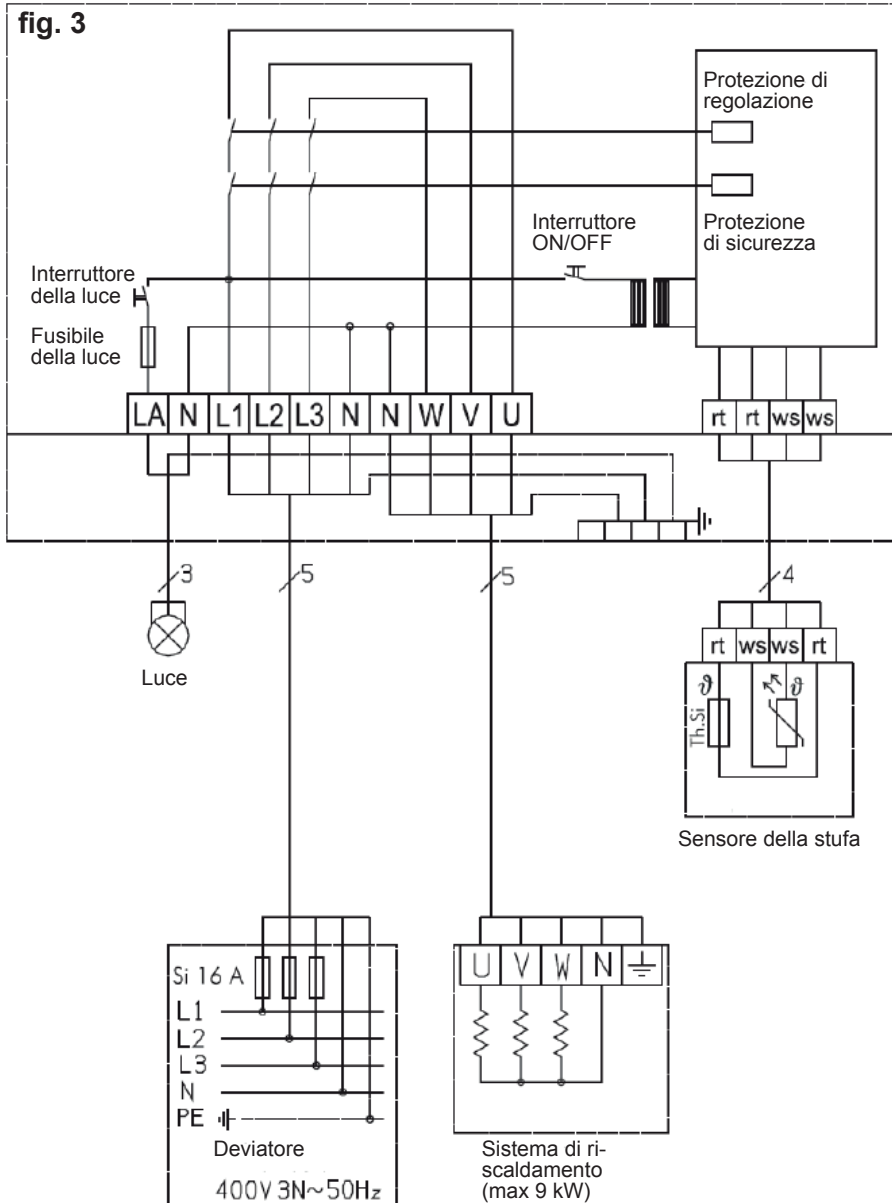 fig. 3
Protezione di
regolazione
Protezione
di sicurezza
Interruttore
ON/OFF
Interruttore
della luce
Fusibile
della luce
LA N L1 L2 L3 N N W V U
rt rt ws ws
3
5
5
4
Luce
rt ws ws rt
ϑ
ϑ
Th.Si
Sensore della stufa
Si 16 A
L1
L2
L3
N
PE
Deviatore
400V 3N~50Hz
U V W N
Sistema di ri-
scaldamento
(max 9 kW)